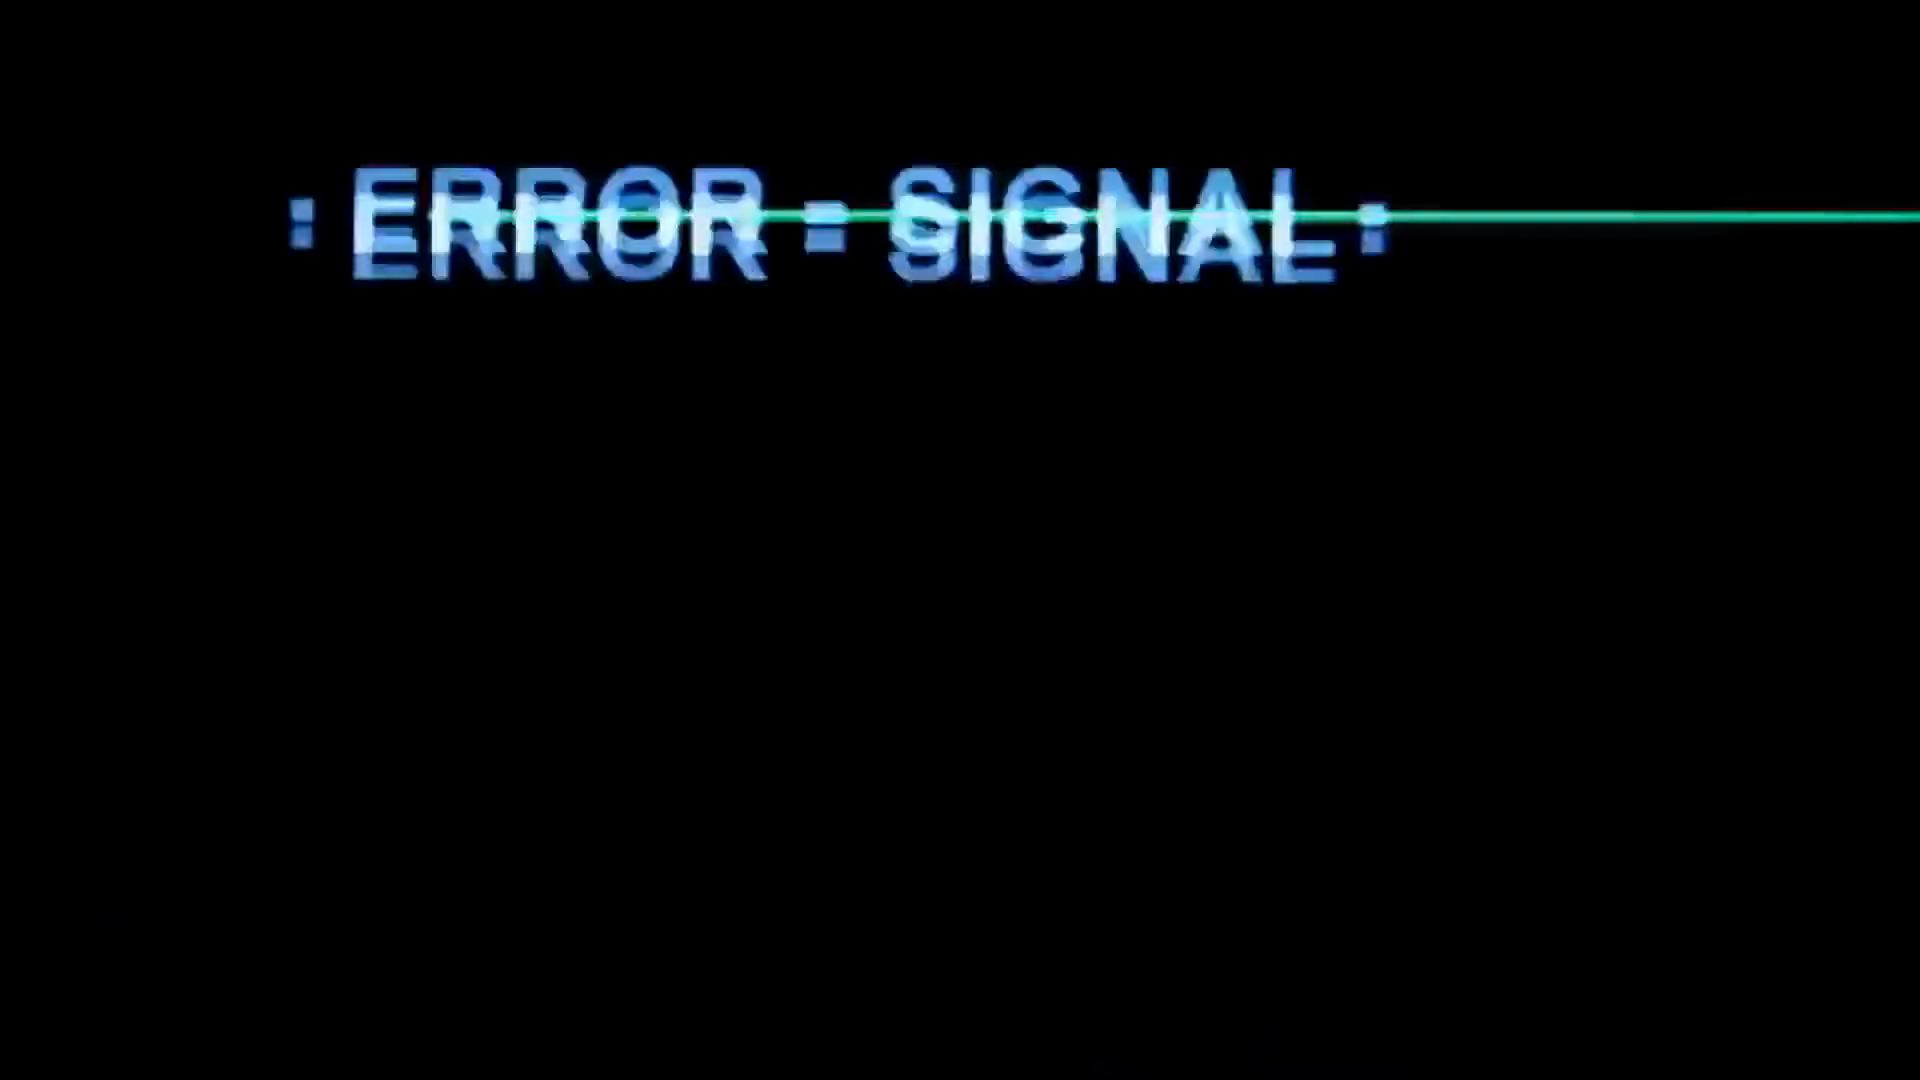 · ERROR - SIGNAL ·